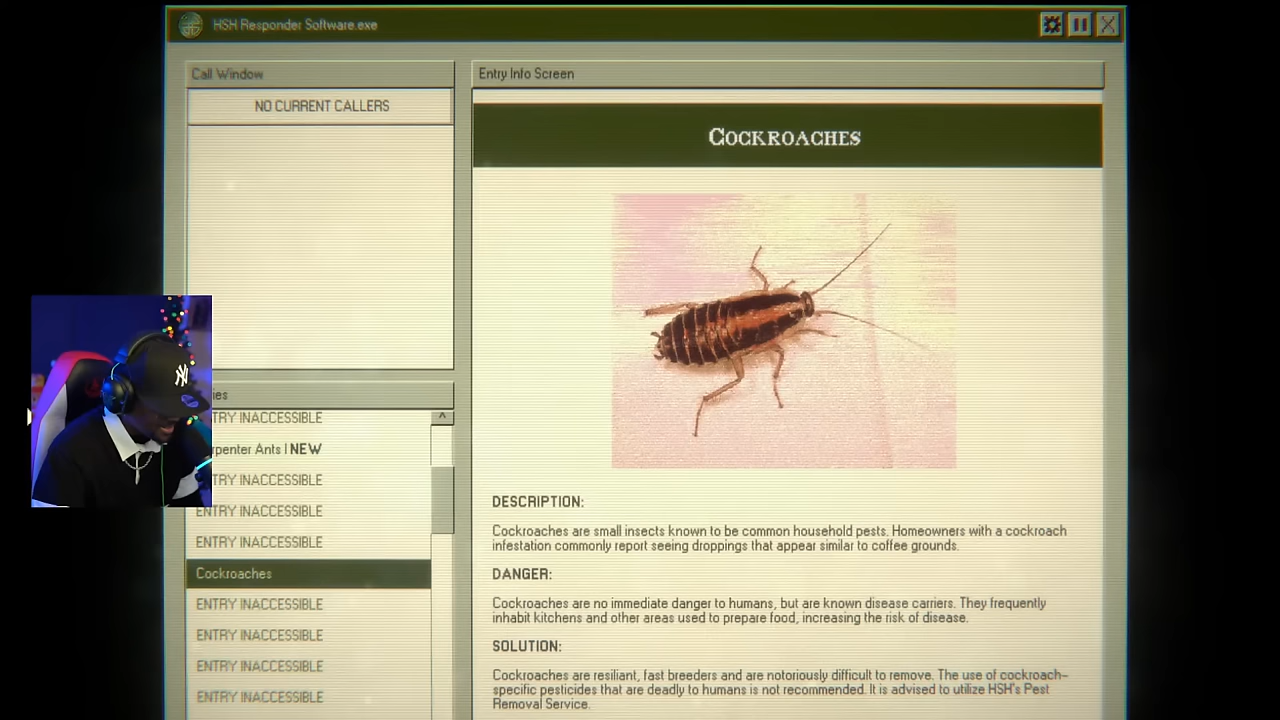 HSH Responder Software.exe
Call Window
NO CURRENT CALLERS
Entry Info Screen
COCKROACHES
ENTRY INACCESSIBLE
NEW
ENTRY INACCESSIBLE
ENTRY INACCESSIBLE
ENTRY INACCESSIBLE
Cockroaches
ENTRY INACCESSIBLE
ENTRY INACCESSIBLE
ENTRY INACCESSIBLE
ENTRY INACCESSIBLE
DESCRIPTION:
Cockroaches are small insects known to be common household pests. Homeowners with a cockroach
infestation commonly report seeing droppings that appear similar to coffee grounds.
DANGER:
Cockroaches are no immediate danger to humans, but are known disease carriers. They frequently
inhabit kitchens and other areas used to prepare food, increasing the risk of disease.
SOLUTION:
Cockroaches are resiliant, fast breeders and are notoriously difficult to remove. The use of cockroach-
specific pesticides that are deadly to humans is not recommended. It is advised to utilize HSH's Pest
Removal Service.